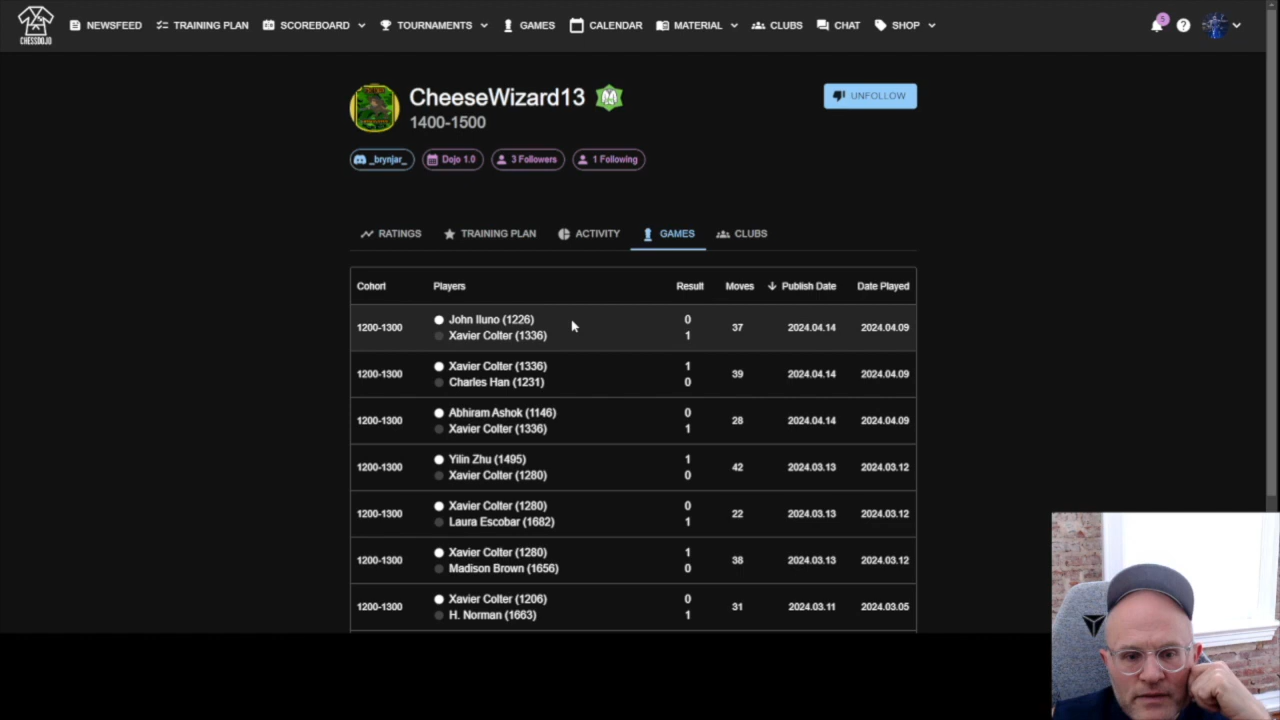 CHESSDOJO
NEWSFEED TRAINING PLAN SCOREBOARD TOURNAMENTS GAMES CALENDAR MATERIAL CLUBS CHAT SHOP 5
CheeseWizard13
1400-1500
UNFOLLOW
_brynjar_ Dojo 1.0 3 Followers 1 Following
RATINGS TRAINING PLAN ACTIVITY GAMES CLUBS
Cohort Players Result Moves Publish Date Date Played
John Iluno (1226) 0
1200-1300 37 2024.04.14 2024.04.09
Xavier Colter (1336) 1
Xavier Colter (1336) 1
1200-1300 39 2024.04.14 2024.04.09
Charles Han (1231) 0
Abhiram Ashok (1146) 0
1200-1300 28 2024.04.14 2024.04.09
Xavier Colter (1336) 1
Yilin Zhu (1495) 1
1200-1300 42 2024.03.13 2024.03.12
Xavier Colter (1280) 0
Xavier Colter (1280) 0
1200-1300 22 2024.03.13 2024.03.12
Laura Escobar (1682) 1
Xavier Colter (1280) 1
1200-1300 38 2024.03.13 2024.03.12
Madison Brown (1656) 0
Xavier Colter (1206) 0
1200-1300 31 2024.03.11 2024.03.05
H. Norman (1663) 1